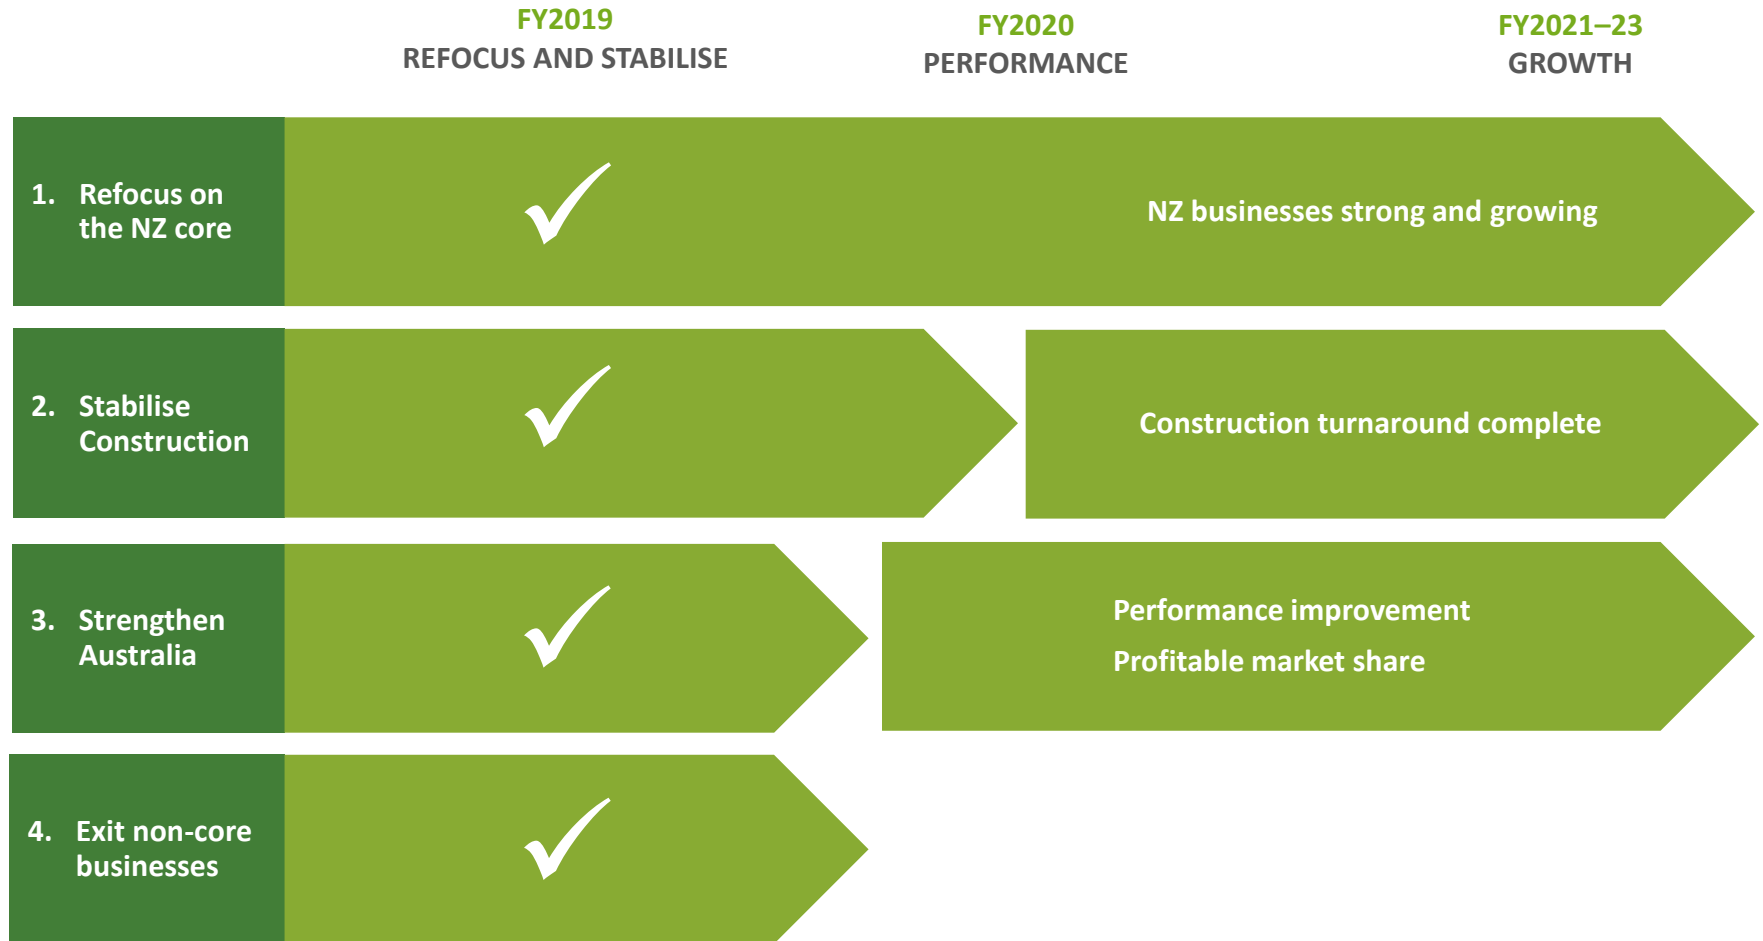 FY2019
REFOCUS AND STABILISE
FY2020
PERFORMANCE
FY2021–23
GROWTH
1. Refocus on
the NZ core
NZ businesses strong and growing
2. Stabilise
Construction
Construction turnaround complete
3. Strengthen
Australia
Performance improvement
Profitable market share
4. Exit non-core
businesses